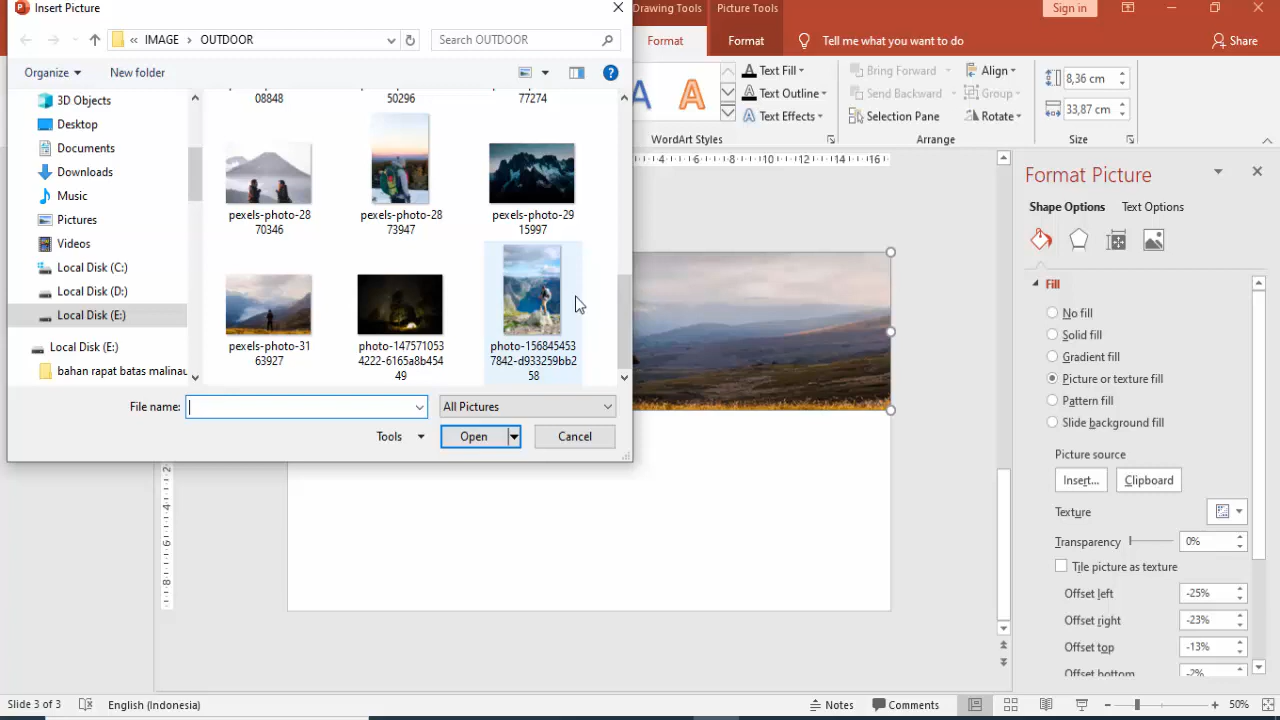 Insert Picture
Drawing Tools
Picture Tools
Sign in
IMAGE
OUTDOOR
Search OUTDOOR
Format
Format
Tell me what you want to do
Share
Organize
New folder
Text Fill
Text Outline
Text Effects
WordArt Styles
Bring Forward
Send Backward
Selection Pane
Align
Group
Rotate
Arrange
8,36 cm
33,87 cm
Size
3D Objects
Desktop
Documents
Downloads
Music
Pictures
Videos
Local Disk (C:)
Local Disk (D:)
Local Disk (E:)
Local Disk (E:)
bahan rapat batas malinau
08848
50296
77274
pexels-photo-28
70346
pexels-photo-28
73947
pexels-photo-29
15997
pexels-photo-31
63927
photo-147571053
4222-6165a8b454
49
photo-156845453
7842-d933259bb2
58
File name:
All Pictures
Tools
Open
Cancel
Format Picture
Shape Options
Text Options
Fill
No fill
Solid fill
Gradient fill
Picture or texture fill
Pattern fill
Slide background fill
Picture source
Insert...
Clipboard
Texture
Transparency
0%
Tile picture as texture
Offset left
-25%
Offset right
-23%
Offset top
-13%
Offset bottom
-2%
Slide 3 of 3
English (Indonesia)
Notes
Comments
50%